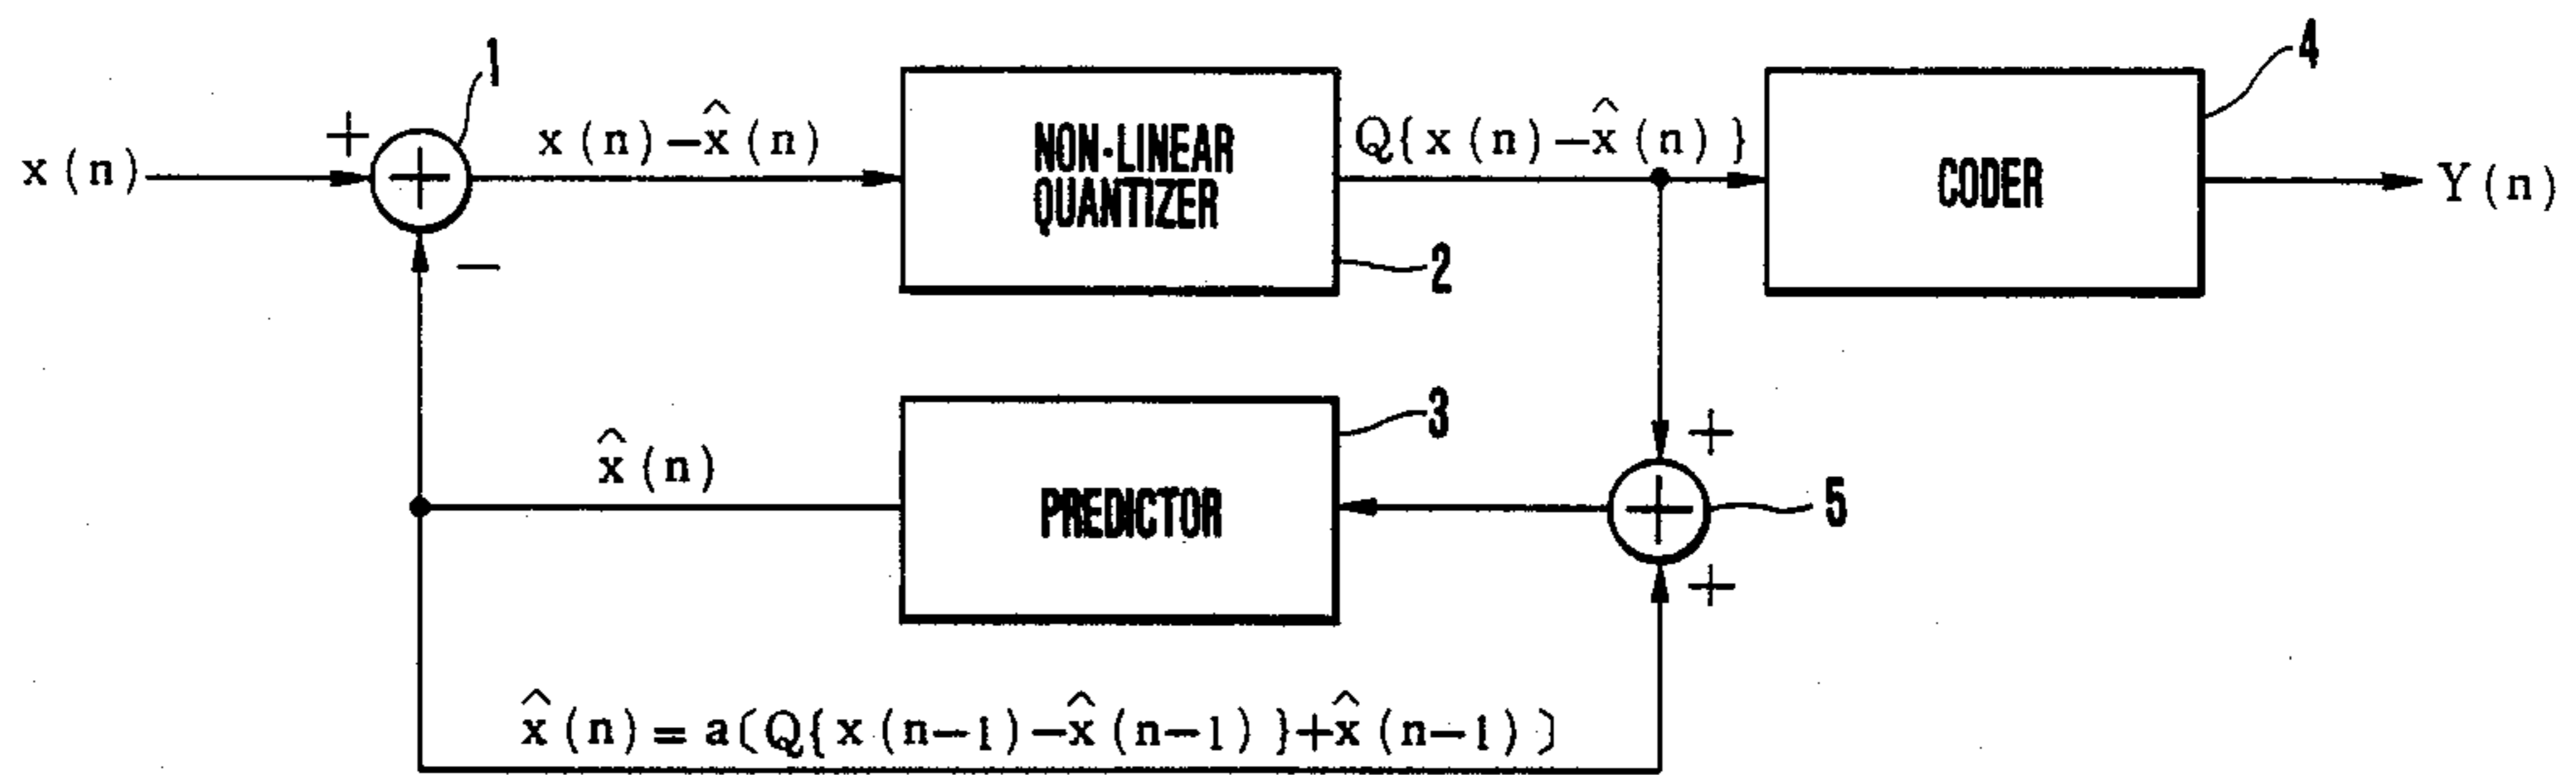 1
4
+
x(n)
x(n)-x̂(n)
NON-LINEAR
QUANTIZER
Q{x(n)-x̂(n)}
CODER
Y(n)
+
−
2
3
+
x̂(n)
PREDICTOR
+
5
+
x̂(n)=a[Q{x(n-1)-x̂(n-1)}+x̂(n-1)]